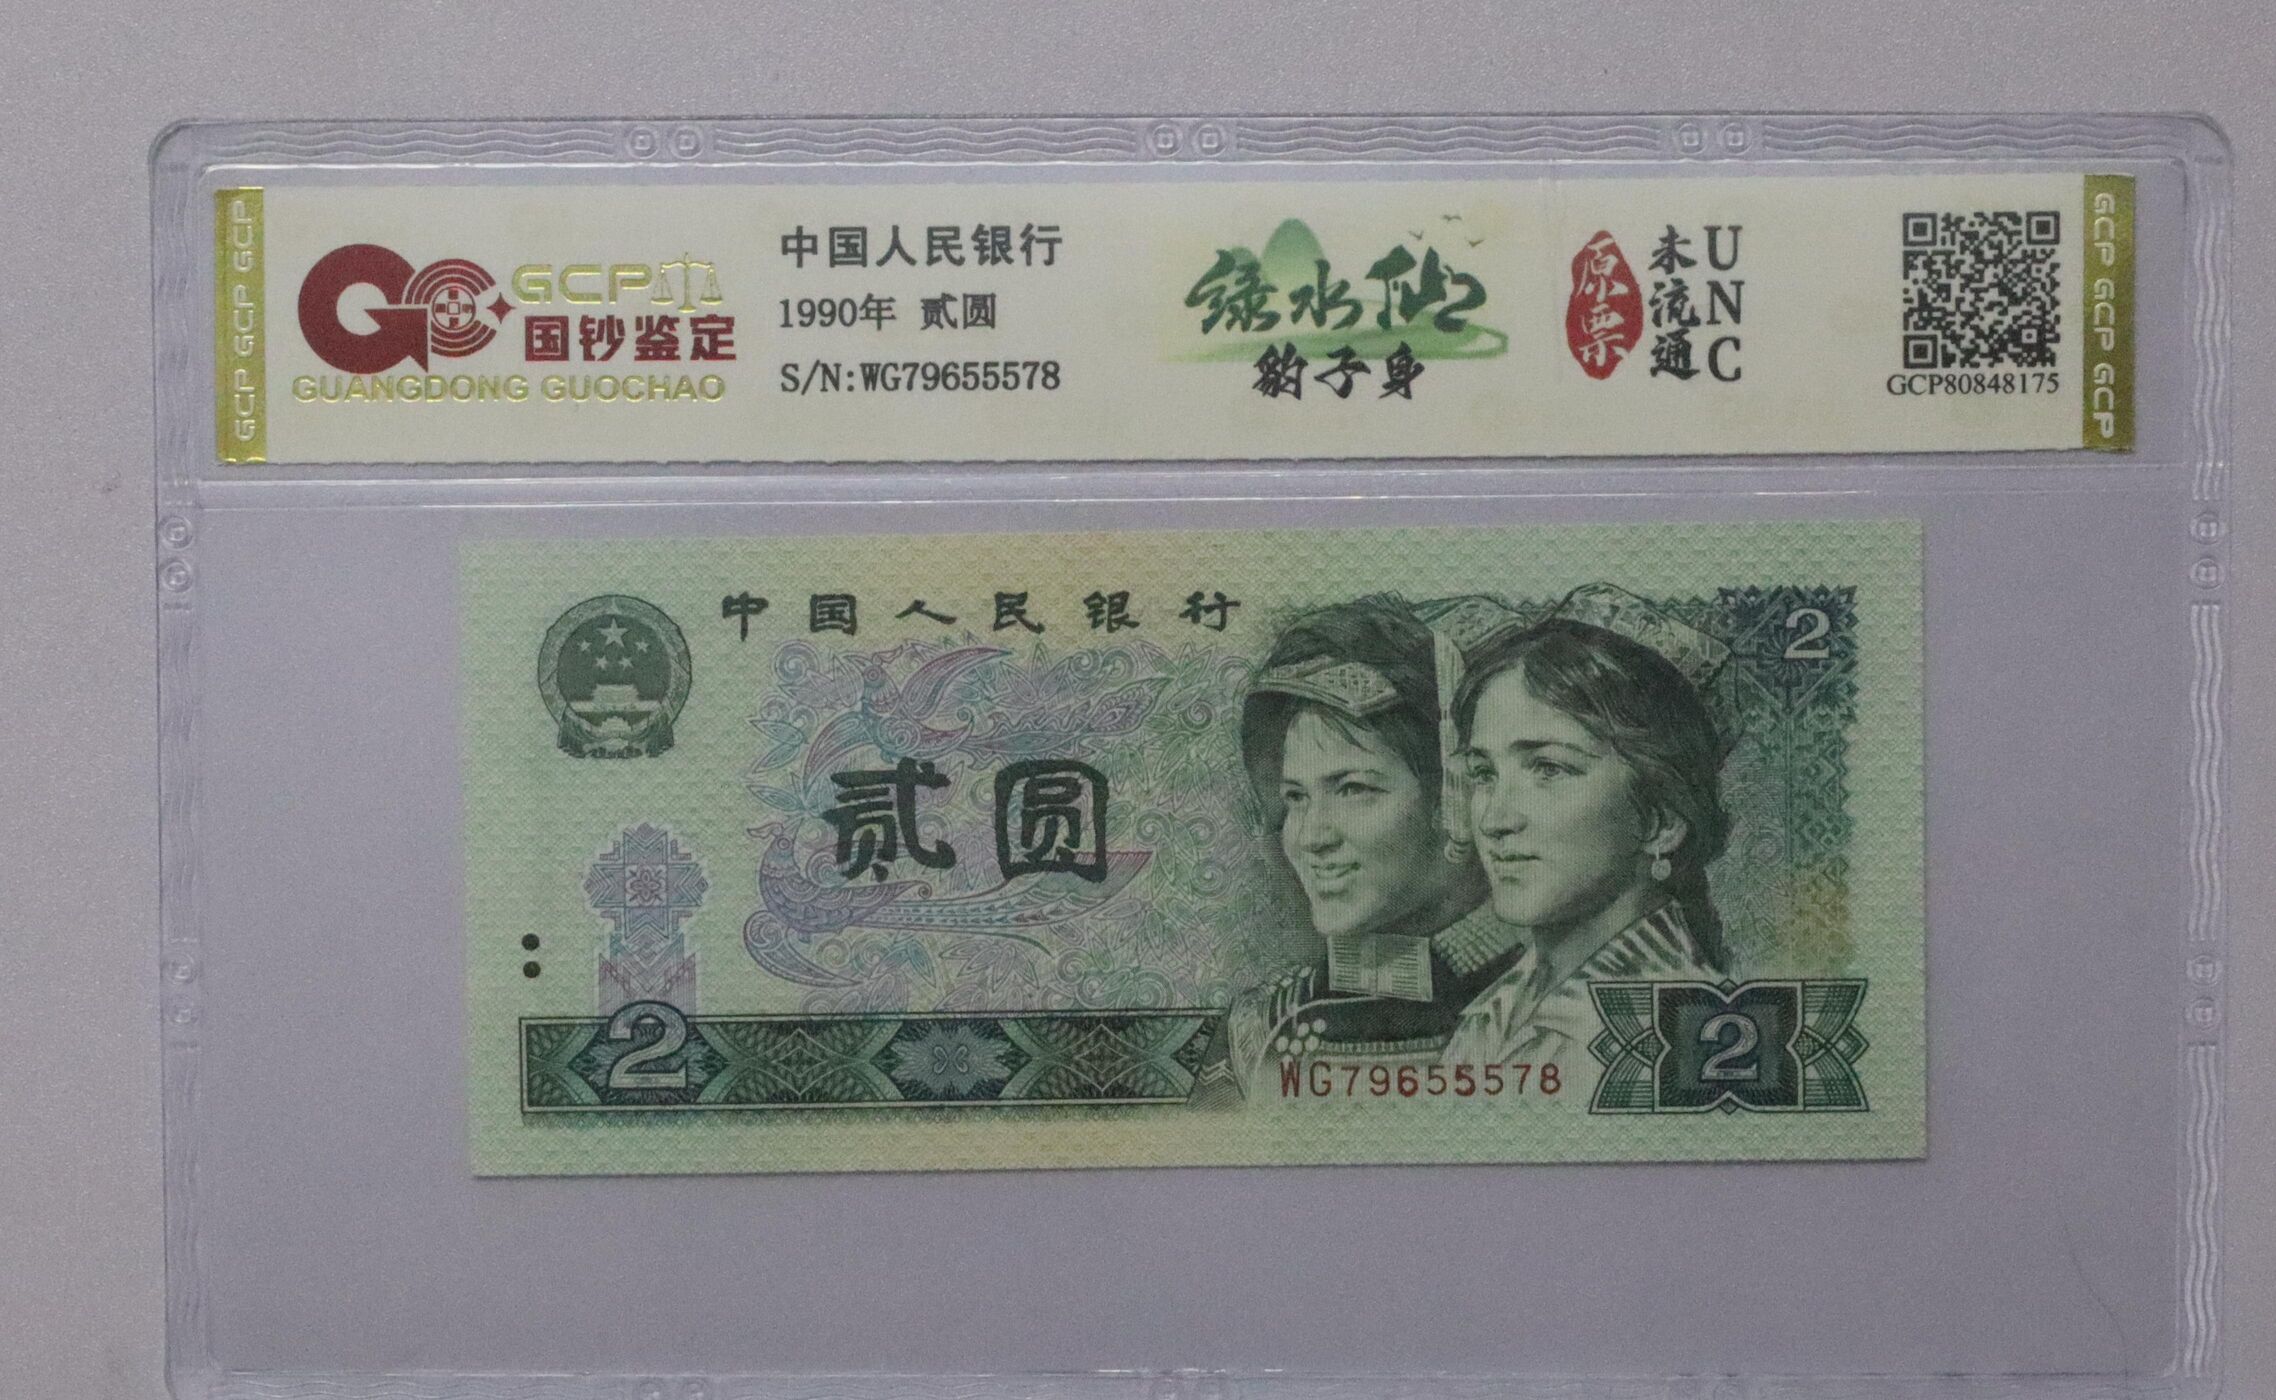 GCP GCP GCP
GCP
国钞鉴定
GUANGDONG GUOCHAO
中国人民银行
1990年 贰圆
S/N:WG79655578
绿水仙
豹子身
原票
未流通
UNC
GCP80848175
GCP GCP GCP
中国人民银行
2
贰圆
2
WG79655578
2